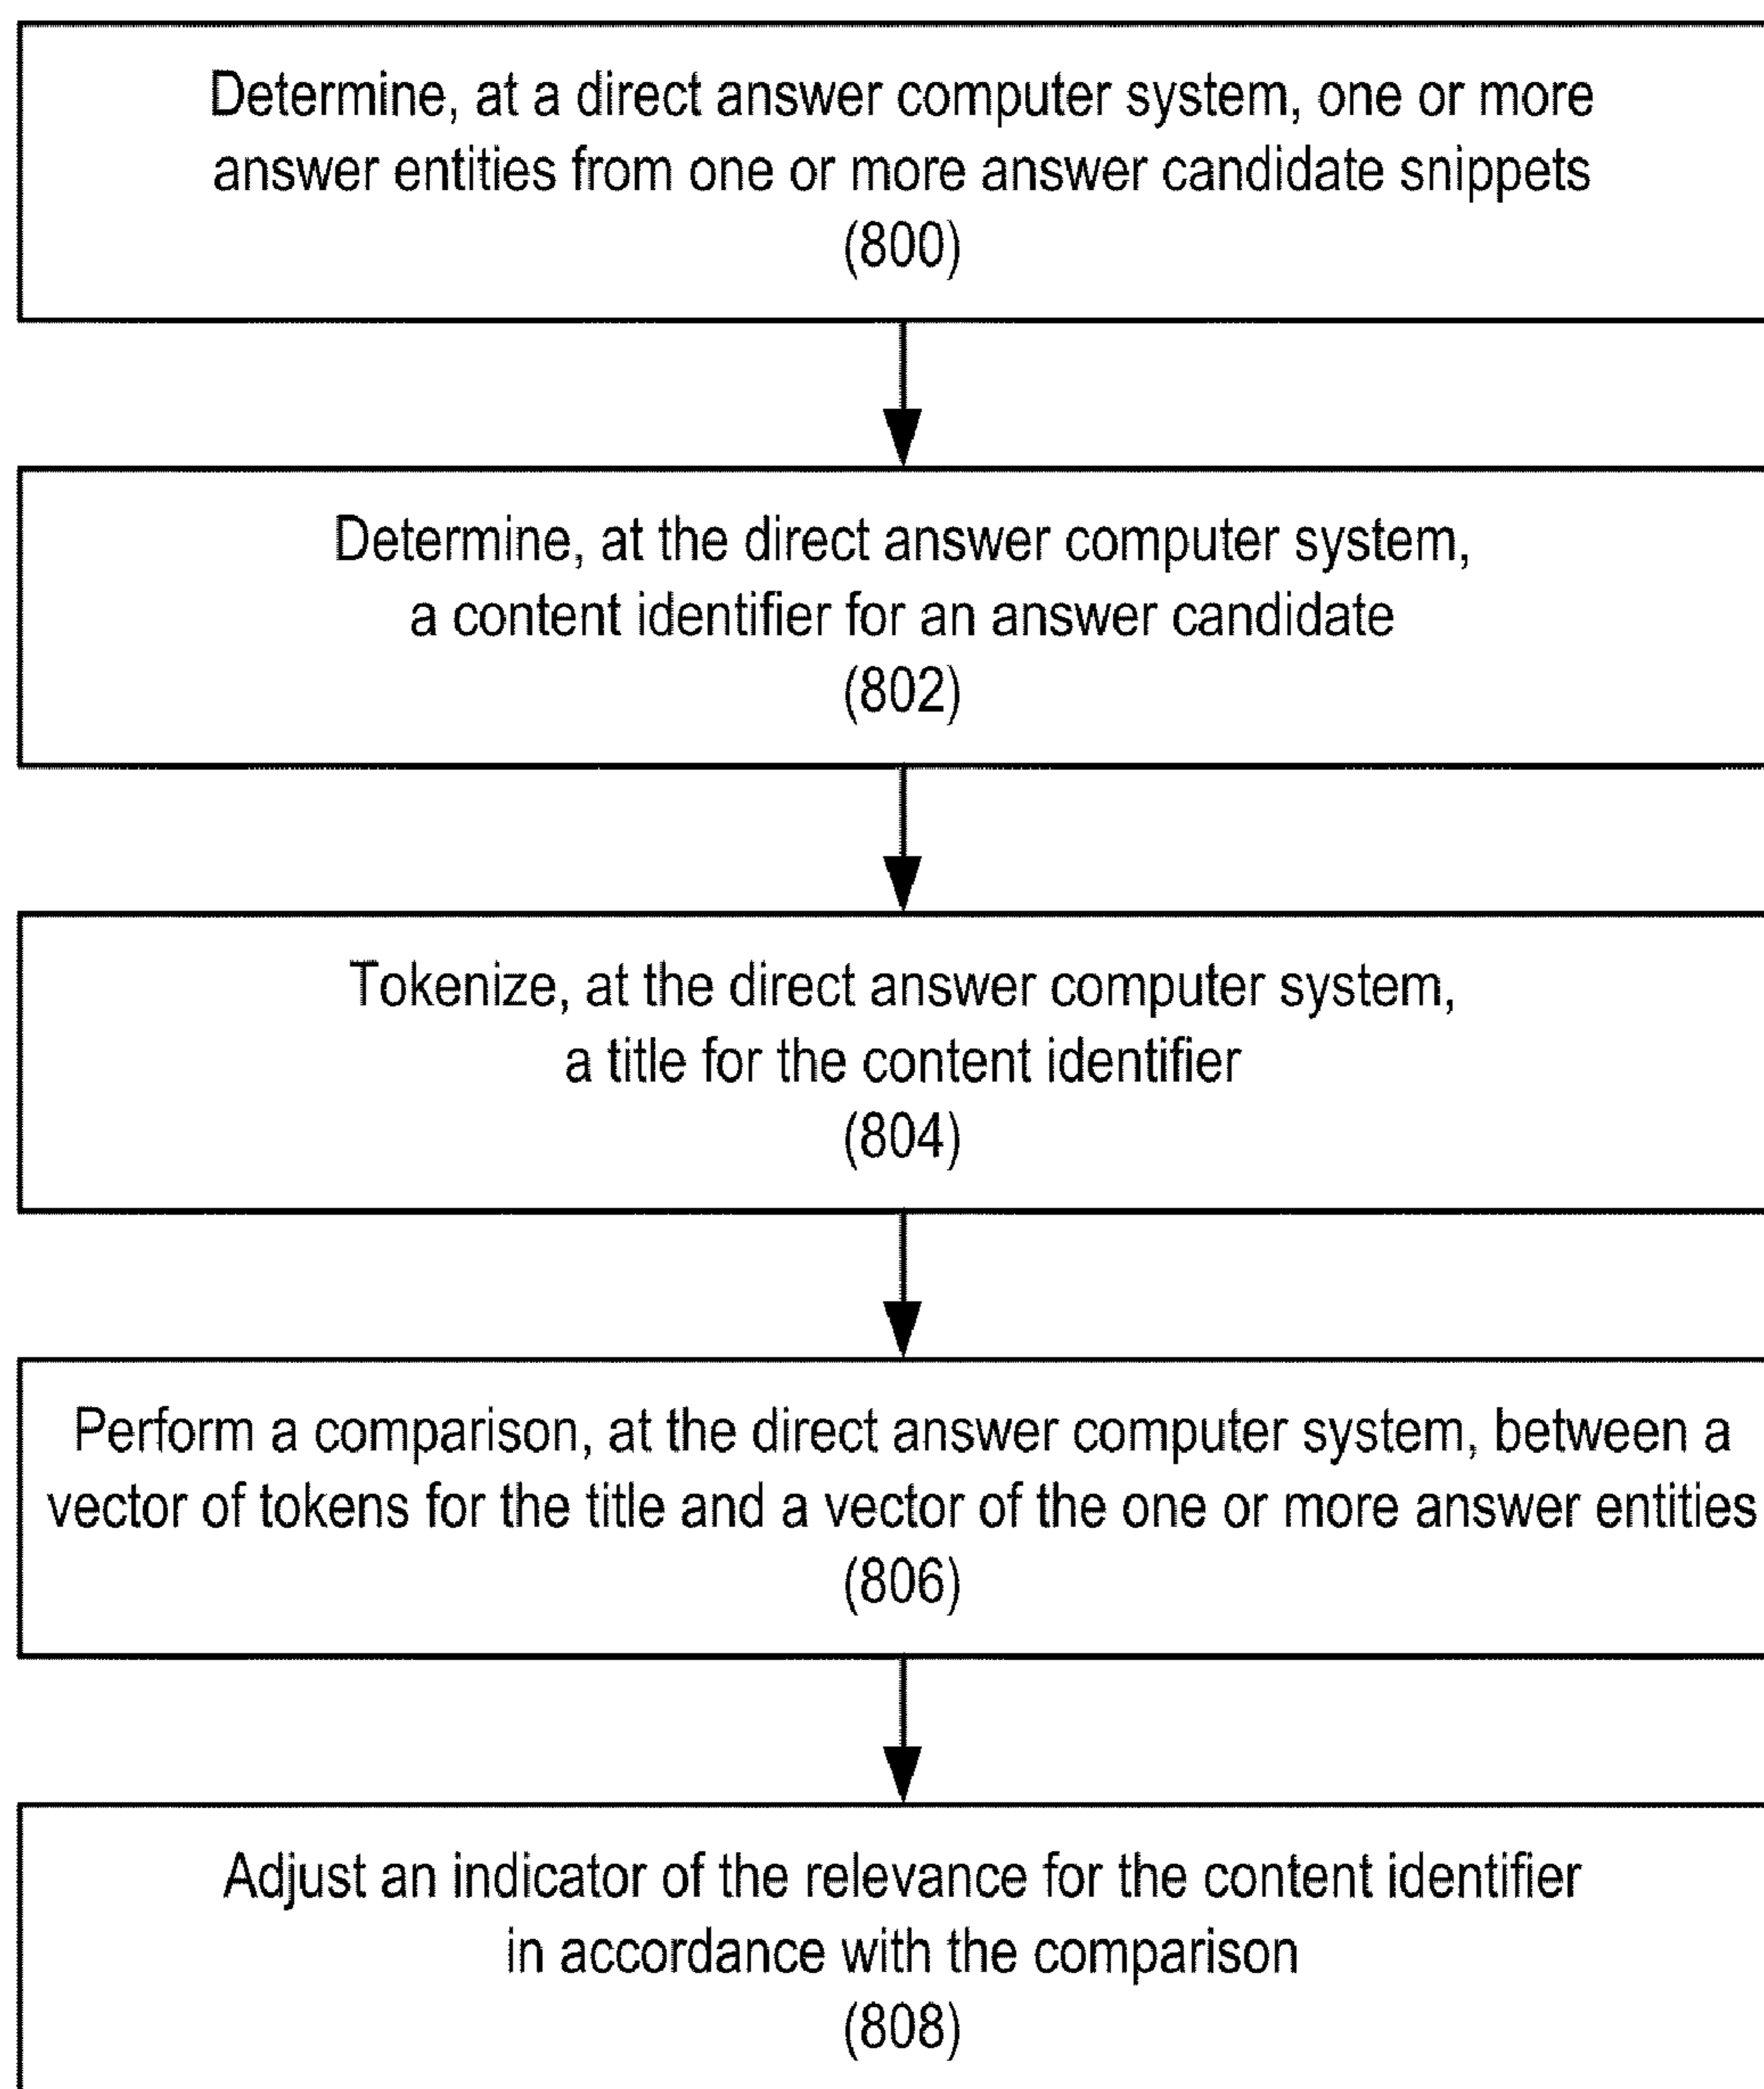 Determine, at a direct answer computer system, one or more
answer entities from one or more answer candidate snippets
(800)
Determine, at the direct answer computer system,
a content identifier for an answer candidate
(802)
Tokenize, at the direct answer computer system,
a title for the content identifier
(804)
Perform a comparison, at the direct answer computer system, between a
vector of tokens for the title and a vector of the one or more answer entities
(806)
Adjust an indicator of the relevance for the content identifier
in accordance with the comparison
(808)